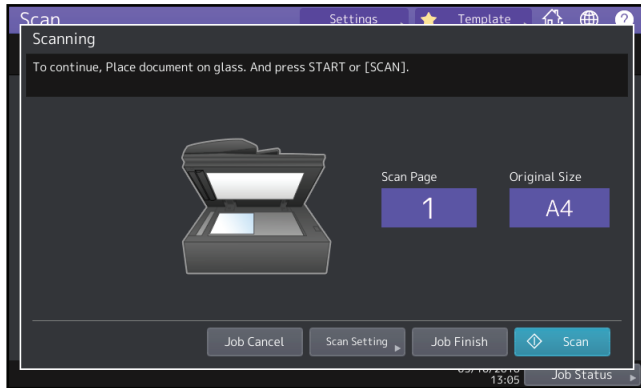 Scan
Settings
Template
?
Scanning
To continue, Place document on glass. And press START or [SCAN].
Scan Page
Original Size
1
A4
Job Cancel
Scan Setting
Job Finish
Scan
13:05
Job Status